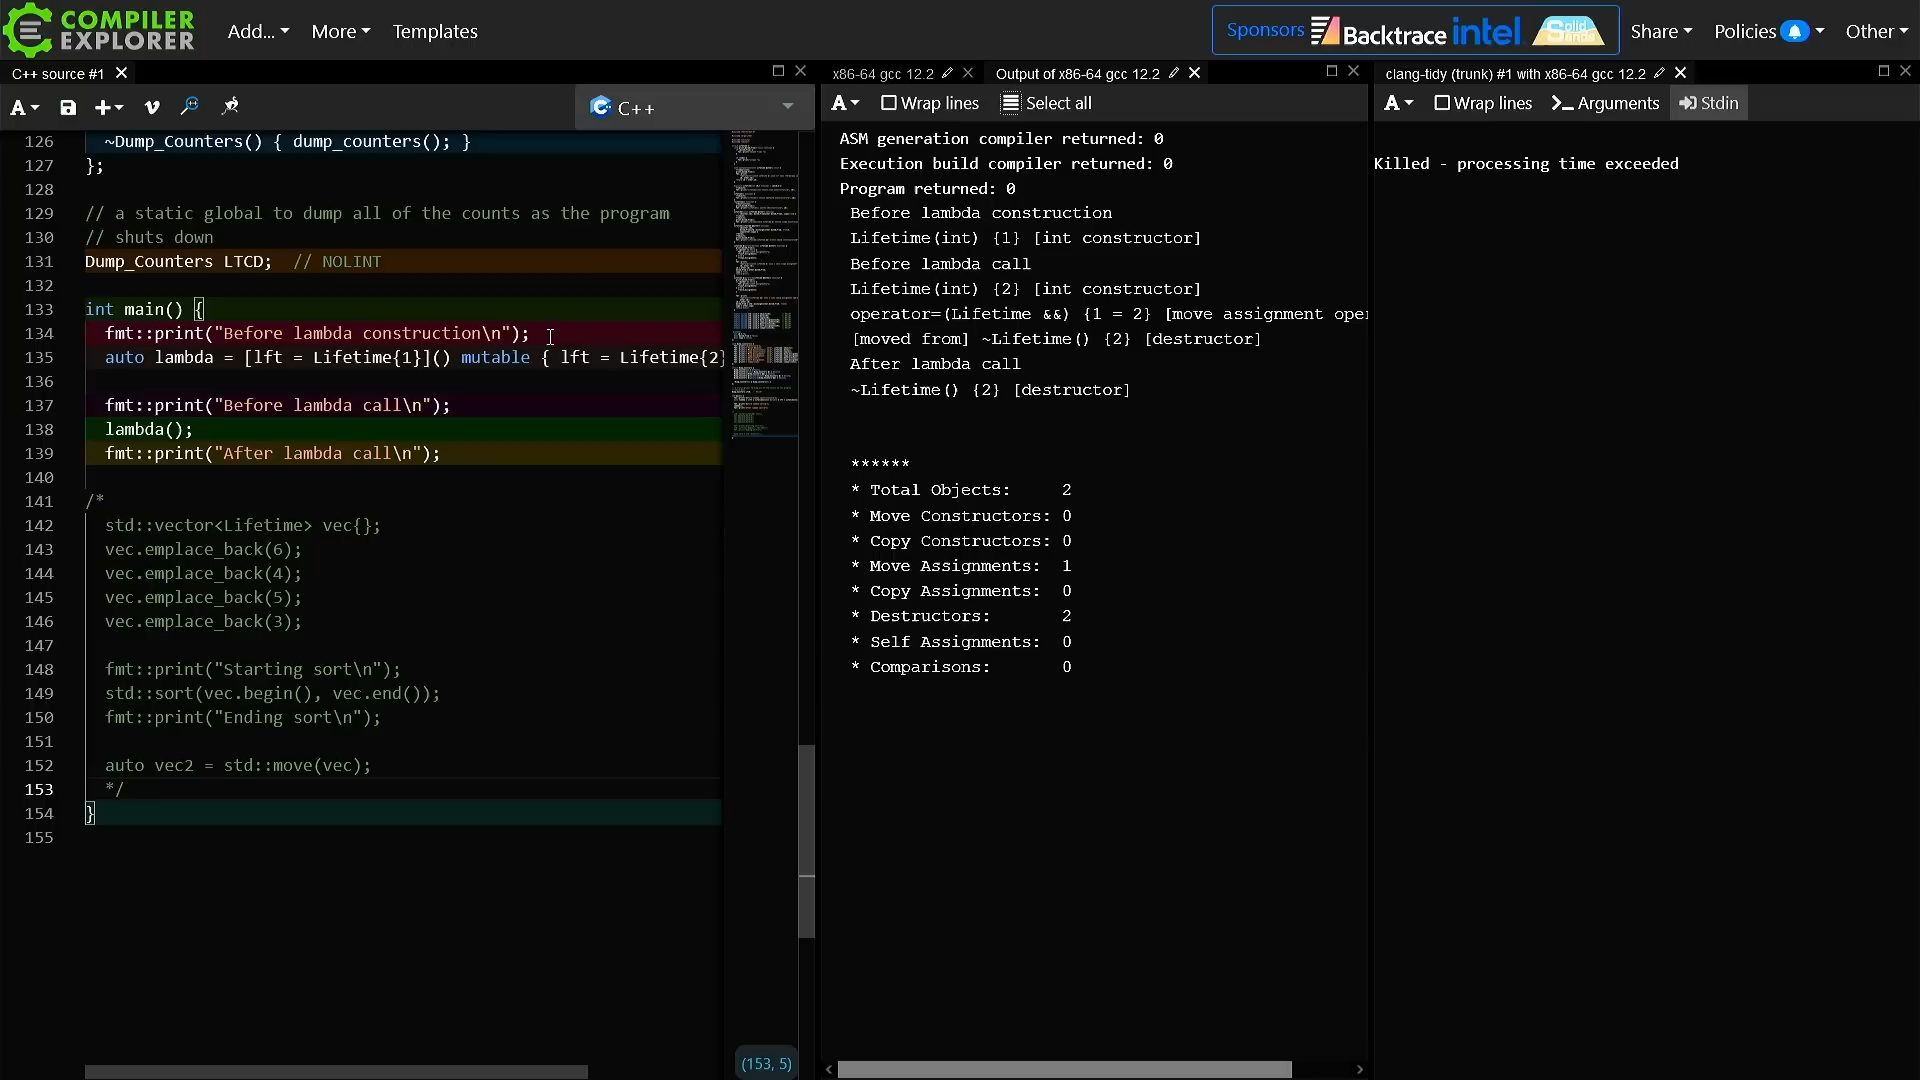 COMPILER EXPLORER
Add... More Templates
Sponsors Backtrace intel Solid Sands Share Policies Other
C++ source #1
x86-64 gcc 12.2 Output of x86-64 gcc 12.2
clang-tidy (trunk) #1 with x86-64 gcc 12.2
A C++
A Wrap lines Select all
A Wrap lines Arguments Stdin
126 ~Dump_Counters() { dump_counters(); }
127 };
128
129 // a static global to dump all of the counts as the program
130 // shuts down
131 Dump_Counters LTCD;  // NOLINT
132
133 int main() {
134 fmt::print("Before lambda construction\n");
135 auto lambda = [lft = Lifetime{1}]() mutable { lft = Lifetime{2}
136
137 fmt::print("Before lambda call\n");
138 lambda();
139 fmt::print("After lambda call\n");
140
141 /*
142 std::vector<Lifetime> vec{};
143 vec.emplace_back(6);
144 vec.emplace_back(4);
145 vec.emplace_back(5);
146 vec.emplace_back(3);
147
148 fmt::print("Starting sort\n");
149 std::sort(vec.begin(), vec.end());
150 fmt::print("Ending sort\n");
151
152 auto vec2 = std::move(vec);
153 */
154 }
155
(153, 5)
ASM generation compiler returned: 0
Execution build compiler returned: 0
Program returned: 0
Before lambda construction
Lifetime(int) {1} [int constructor]
Before lambda call
Lifetime(int) {2} [int constructor]
operator=(Lifetime &&) {1 = 2} [move assignment oper
[moved from] ~Lifetime() {2} [destructor]
After lambda call
~Lifetime() {2} [destructor]
******
* Total Objects: 2
* Move Constructors: 0
* Copy Constructors: 0
* Move Assignments: 1
* Copy Assignments: 0
* Destructors: 2
* Self Assignments: 0
* Comparisons: 0
Killed - processing time exceeded